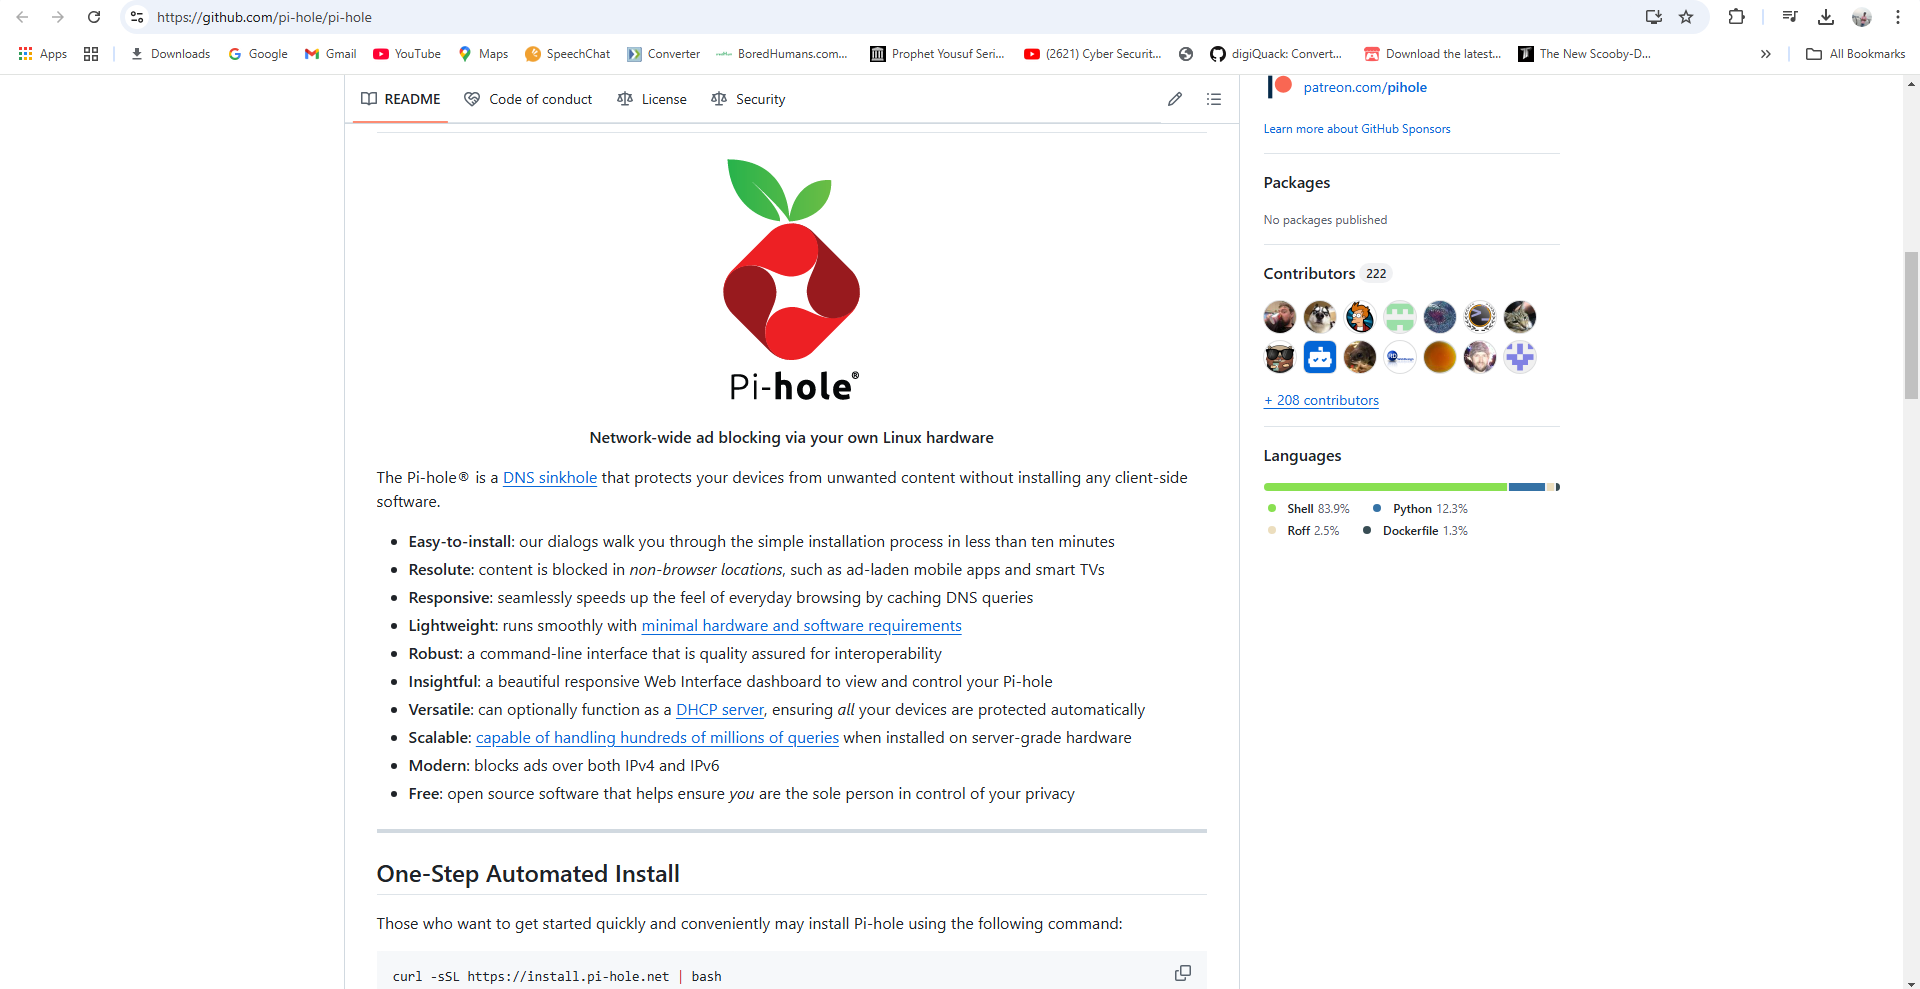 https://github.com/pi-hole/pi-hole
Apps
Downloads
Google
Gmail
YouTube
Maps
SpeechChat
Converter
BoredHumans.com...
Prophet Yousuf Seri...
(2621) Cyber Securit...
digiQuack: Convert...
Download the latest...
The New Scooby-D...
All Bookmarks
README
Code of conduct
License
Security
Pi-hole®
Network-wide ad blocking via your own Linux hardware
The Pi-hole® is a DNS sinkhole that protects your devices from unwanted content without installing any client-side
software.
Easy-to-install: our dialogs walk you through the simple installation process in less than ten minutes
Resolute: content is blocked in non-browser locations, such as ad-laden mobile apps and smart TVs
Responsive: seamlessly speeds up the feel of everyday browsing by caching DNS queries
Lightweight: runs smoothly with minimal hardware and software requirements
Robust: a command-line interface that is quality assured for interoperability
Insightful: a beautiful responsive Web Interface dashboard to view and control your Pi-hole
Versatile: can optionally function as a DHCP server, ensuring all your devices are protected automatically
Scalable: capable of handling hundreds of millions of queries when installed on server-grade hardware
Modern: blocks ads over both IPv4 and IPv6
Free: open source software that helps ensure you are the sole person in control of your privacy
One-Step Automated Install
Those who want to get started quickly and conveniently may install Pi-hole using the following command:
curl -sSL https://install.pi-hole.net | bash
patreon.com/pihole
Learn more about GitHub Sponsors
Packages
No packages published
Contributors 222
+ 208 contributors
Languages
Shell 83.9%
Python 12.3%
Roff 2.5%
Dockerfile 1.3%